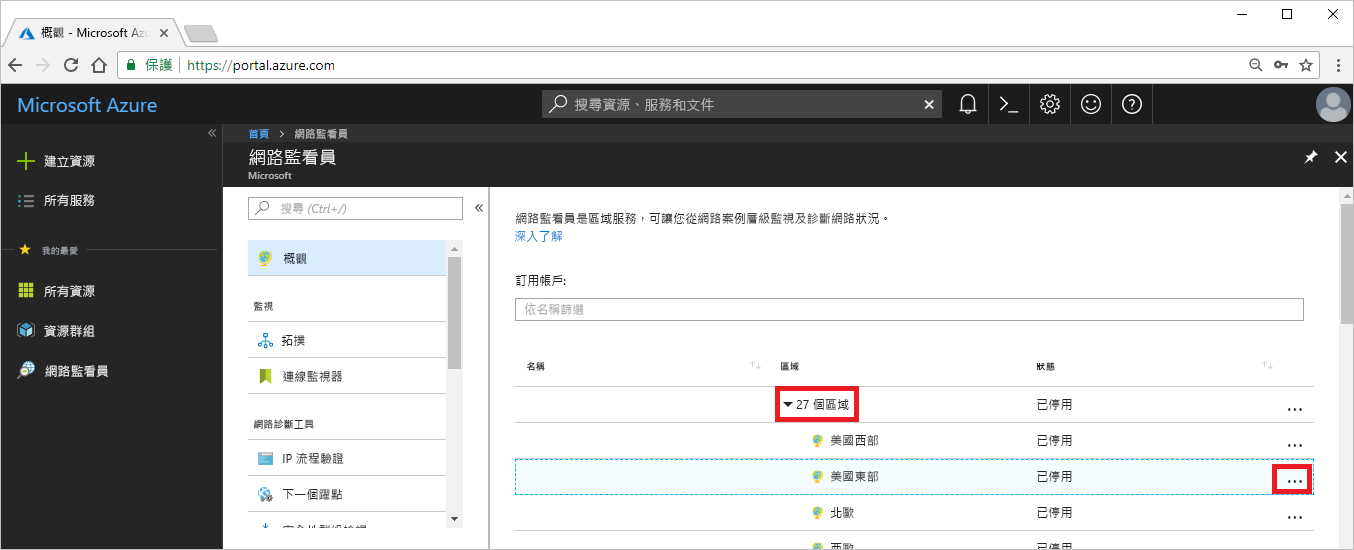 概觀 - Microsoft Azu
保護 https://portal.azure.com
Microsoft Azure
搜尋資源、服務和文件
建立資源
所有服務
我的最愛
所有資源
資源群組
網路監看員
首頁 > 網路監看員
網路監看員
Microsoft
搜尋 (Ctrl+/)
概觀
監視
拓撲
連線監視器
網路診斷工具
IP 流程驗證
下一個躍點
網路監看員是區域服務，可讓您從網路案例層級監視及診斷網路狀況。
深入了解
訂用帳戶:
依名稱篩選
名稱 區域 狀態
27 個區域 已停用 ...
美國西部 已停用 ...
美國東部 已停用 ...
北歐 已停用 ...
西歐 已停用